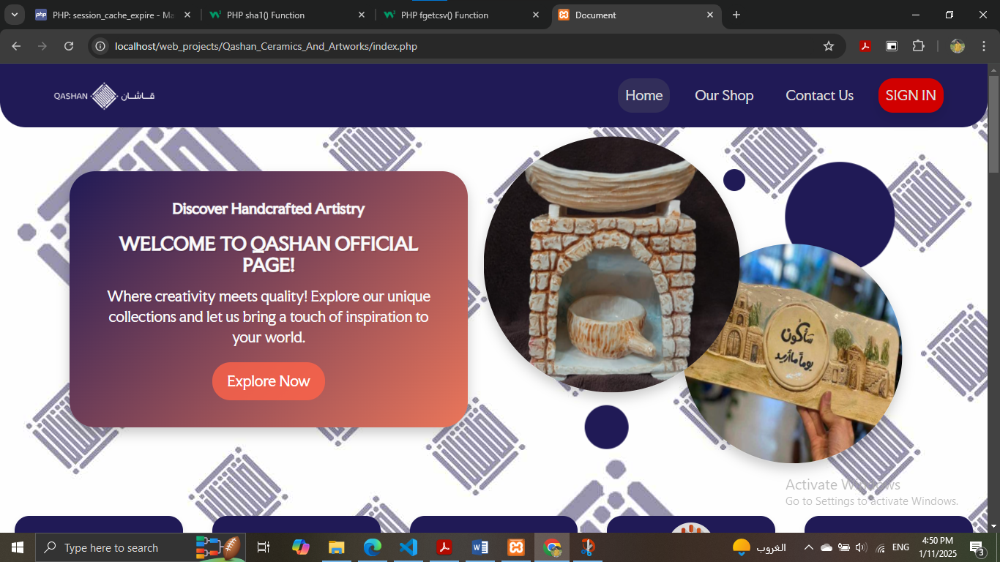 PHP: session_cache_expire - Ma
PHP sha1() Function
PHP fgetcsv() Function
Document
localhost/web_projects/Qashan_Ceramics_And_Artworks/index.php
QASHAN قاشان
Home
Our Shop
Contact Us
SIGN IN
Discover Handcrafted Artistry
WELCOME TO QASHAN OFFICIAL
PAGE!
Where creativity meets quality! Explore our unique
collections and let us bring a touch of inspiration to
your world.
Explore Now
سأكون
يوماً ما أريد
Activate Windows
Go to Settings to activate Windows.
Type here to search
الغروب
ENG
4:50 PM
1/11/2025
3